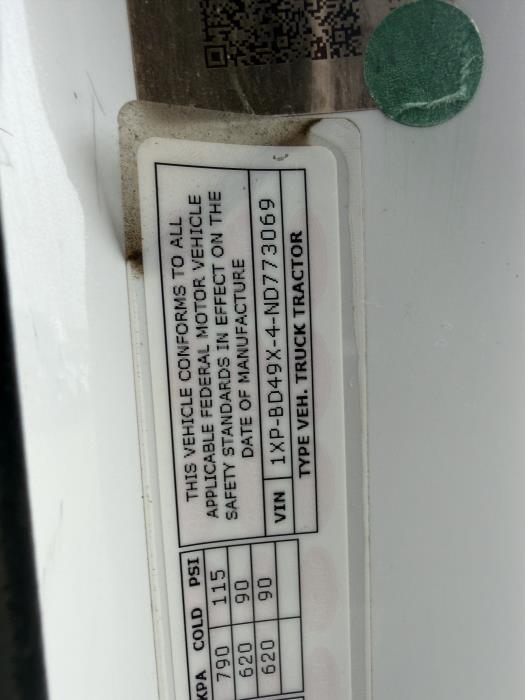 THIS VEHICLE CONFORMS TO ALL
APPLICABLE FEDERAL MOTOR VEHICLE
SAFETY STANDARDS IN EFFECT ON THE
DATE OF MANUFACTURE
VIN 1XP-BD49X-4-ND773069
TYPE VEH. TRUCK TRACTOR
KPA COLD PSI
790 115
620 90
620 90